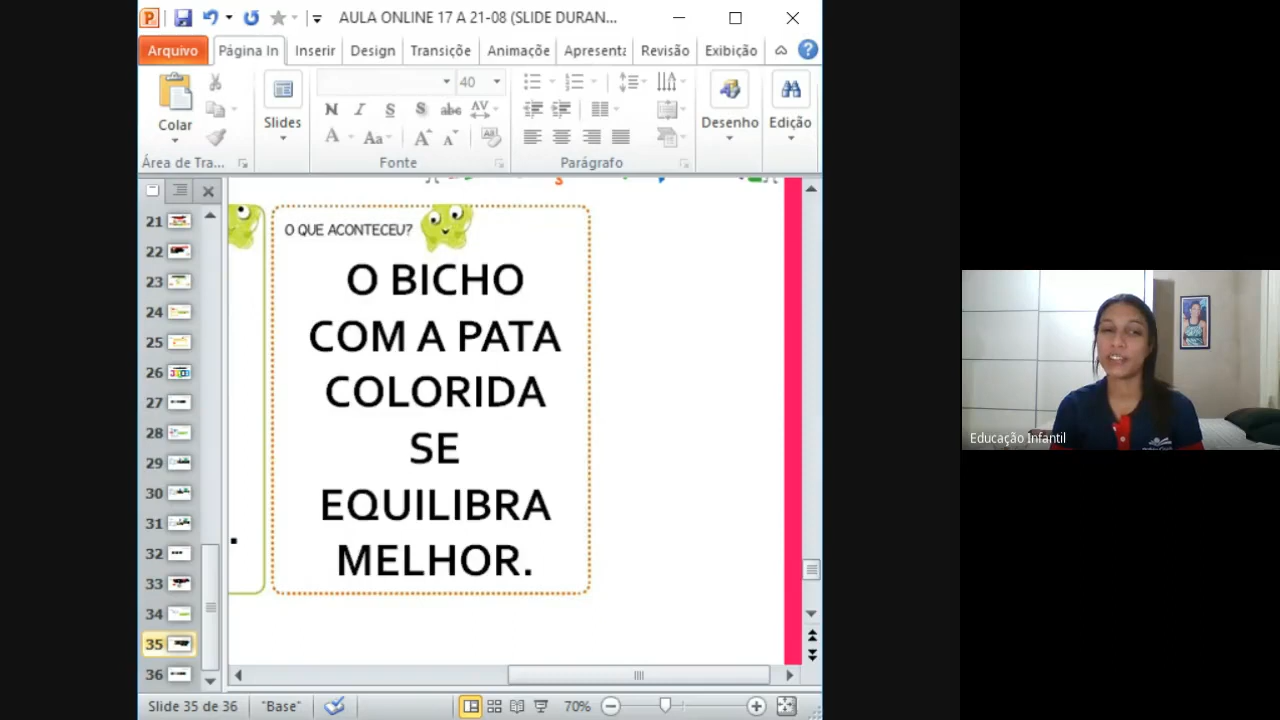 AULA ONLINE 17 A 21-08 (SLIDE DURAN...
Arquivo Página In Inserir Design Transiçõe Animaçõe Apresenta Revisão Exibição
40
Colar Slides Desenho Edição
Área de Tra... Fonte Parágrafo
21
22
23
24
25
26
27
28
29
30
31
32
33
34
35
36
O QUE ACONTECEU?
O BICHO
COM A PATA
COLORIDA
SE
EQUILIBRA
MELHOR.
Educação Infantil
Slide 35 de 36 "Base" 70%